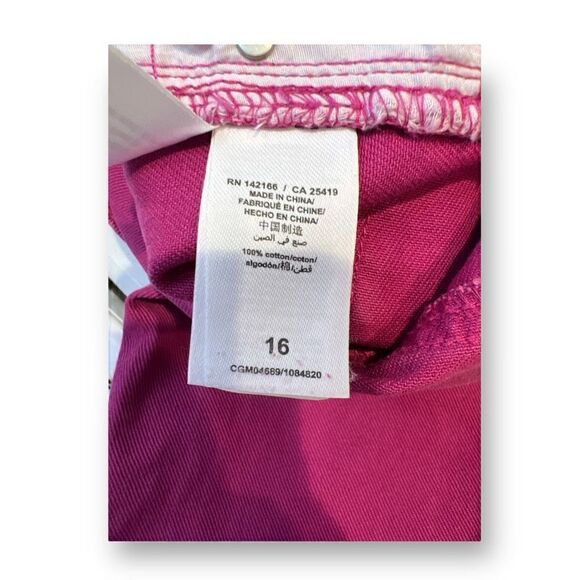 RN 142166 / CA 25419
MADE IN CHINA/
FABRIQUÉ EN CHINE/
HECHO EN CHINA/
中国制造
صنع في الصين
100% cotton/coton/
algodón/棉/قطن
16
CGM04689/1084820